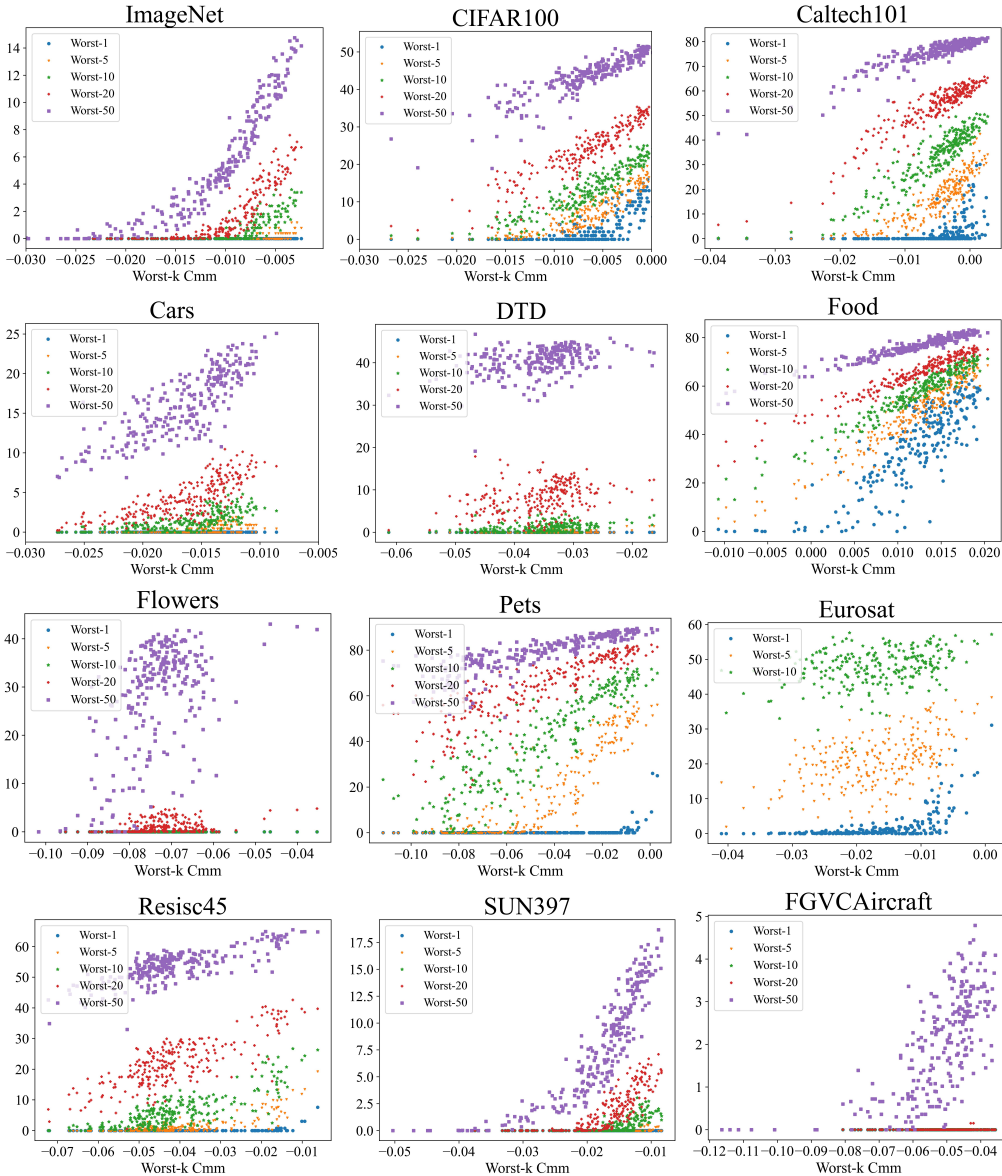 ImageNet
Worst-1
Worst-5
Worst-10
Worst-20
Worst-50
14
12
10
8
6
4
2
0
−0.030 −0.025 −0.020 −0.015 −0.010 −0.005
Worst-k Cmm
CIFAR100
Worst-1
Worst-5
Worst-10
Worst-20
Worst-50
50
40
30
20
10
0
−0.030 −0.025 −0.020 −0.015 −0.010 −0.005 0.000
Worst-k Cmm
Caltech101
Worst-1
Worst-5
Worst-10
Worst-20
Worst-50
80
70
60
50
40
30
20
10
0
−0.04 −0.03 −0.02 −0.01 0.00
Worst-k Cmm
Cars
Worst-1
Worst-5
Worst-10
Worst-20
Worst-50
25
20
15
10
5
0
−0.030 −0.025 −0.020 −0.015 −0.010 −0.005
Worst-k Cmm
DTD
Worst-1
Worst-5
Worst-10
Worst-20
Worst-50
40
30
20
10
0
−0.06 −0.05 −0.04 −0.03 −0.02
Worst-k Cmm
Food
Worst-1
Worst-5
Worst-10
Worst-20
Worst-50
80
60
40
20
0
−0.010 −0.005 0.000 0.005 0.010 0.015 0.020
Worst-k Cmm
Flowers
Worst-1
Worst-5
Worst-10
Worst-20
Worst-50
40
30
20
10
0
−0.10 −0.09 −0.08 −0.07 −0.06 −0.05 −0.04
Worst-k Cmm
Pets
Worst-1
Worst-5
Worst-10
Worst-20
Worst-50
80
60
40
20
0
−0.10 −0.08 −0.06 −0.04 −0.02 0.00
Worst-k Cmm
Eurosat
Worst-1
Worst-5
Worst-10
60
50
40
30
20
10
0
−0.04 −0.03 −0.02 −0.01 0.00
Worst-k Cmm
Resisc45
Worst-1
Worst-5
Worst-10
Worst-20
Worst-50
60
50
40
30
20
10
0
−0.07 −0.06 −0.05 −0.04 −0.03 −0.02 −0.01
Worst-k Cmm
SUN397
Worst-1
Worst-5
Worst-10
Worst-20
Worst-50
17.5
15.0
12.5
10.0
7.5
5.0
2.5
0.0
−0.05 −0.04 −0.03 −0.02 −0.01
Worst-k Cmm
FGVCAircraft
Worst-1
Worst-5
Worst-10
Worst-20
Worst-50
5
4
3
2
1
0
−0.12 −0.11 −0.10 −0.09 −0.08 −0.07 −0.06 −0.05 −0.04
Worst-k Cmm